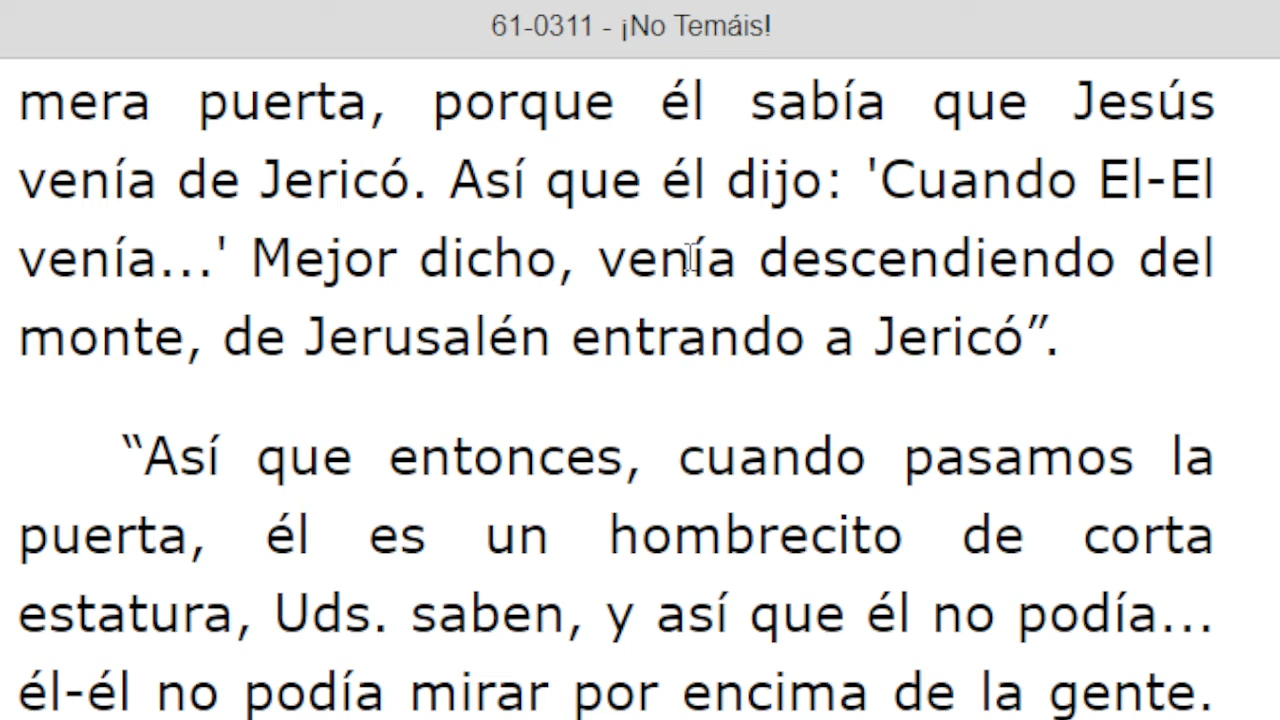 61-0311 - ¡No Temáis!
mera puerta, porque él sabía que Jesús
venía de Jericó. Así que él dijo: 'Cuando El-El
venía...' Mejor dicho, venía descendiendo del
monte, de Jerusalén entrando a Jericó”.
“Así que entonces, cuando pasamos la
puerta, él es un hombrecito de corta
estatura, Uds. saben, y así que él no podía...
él-él no podía mirar por encima de la gente.